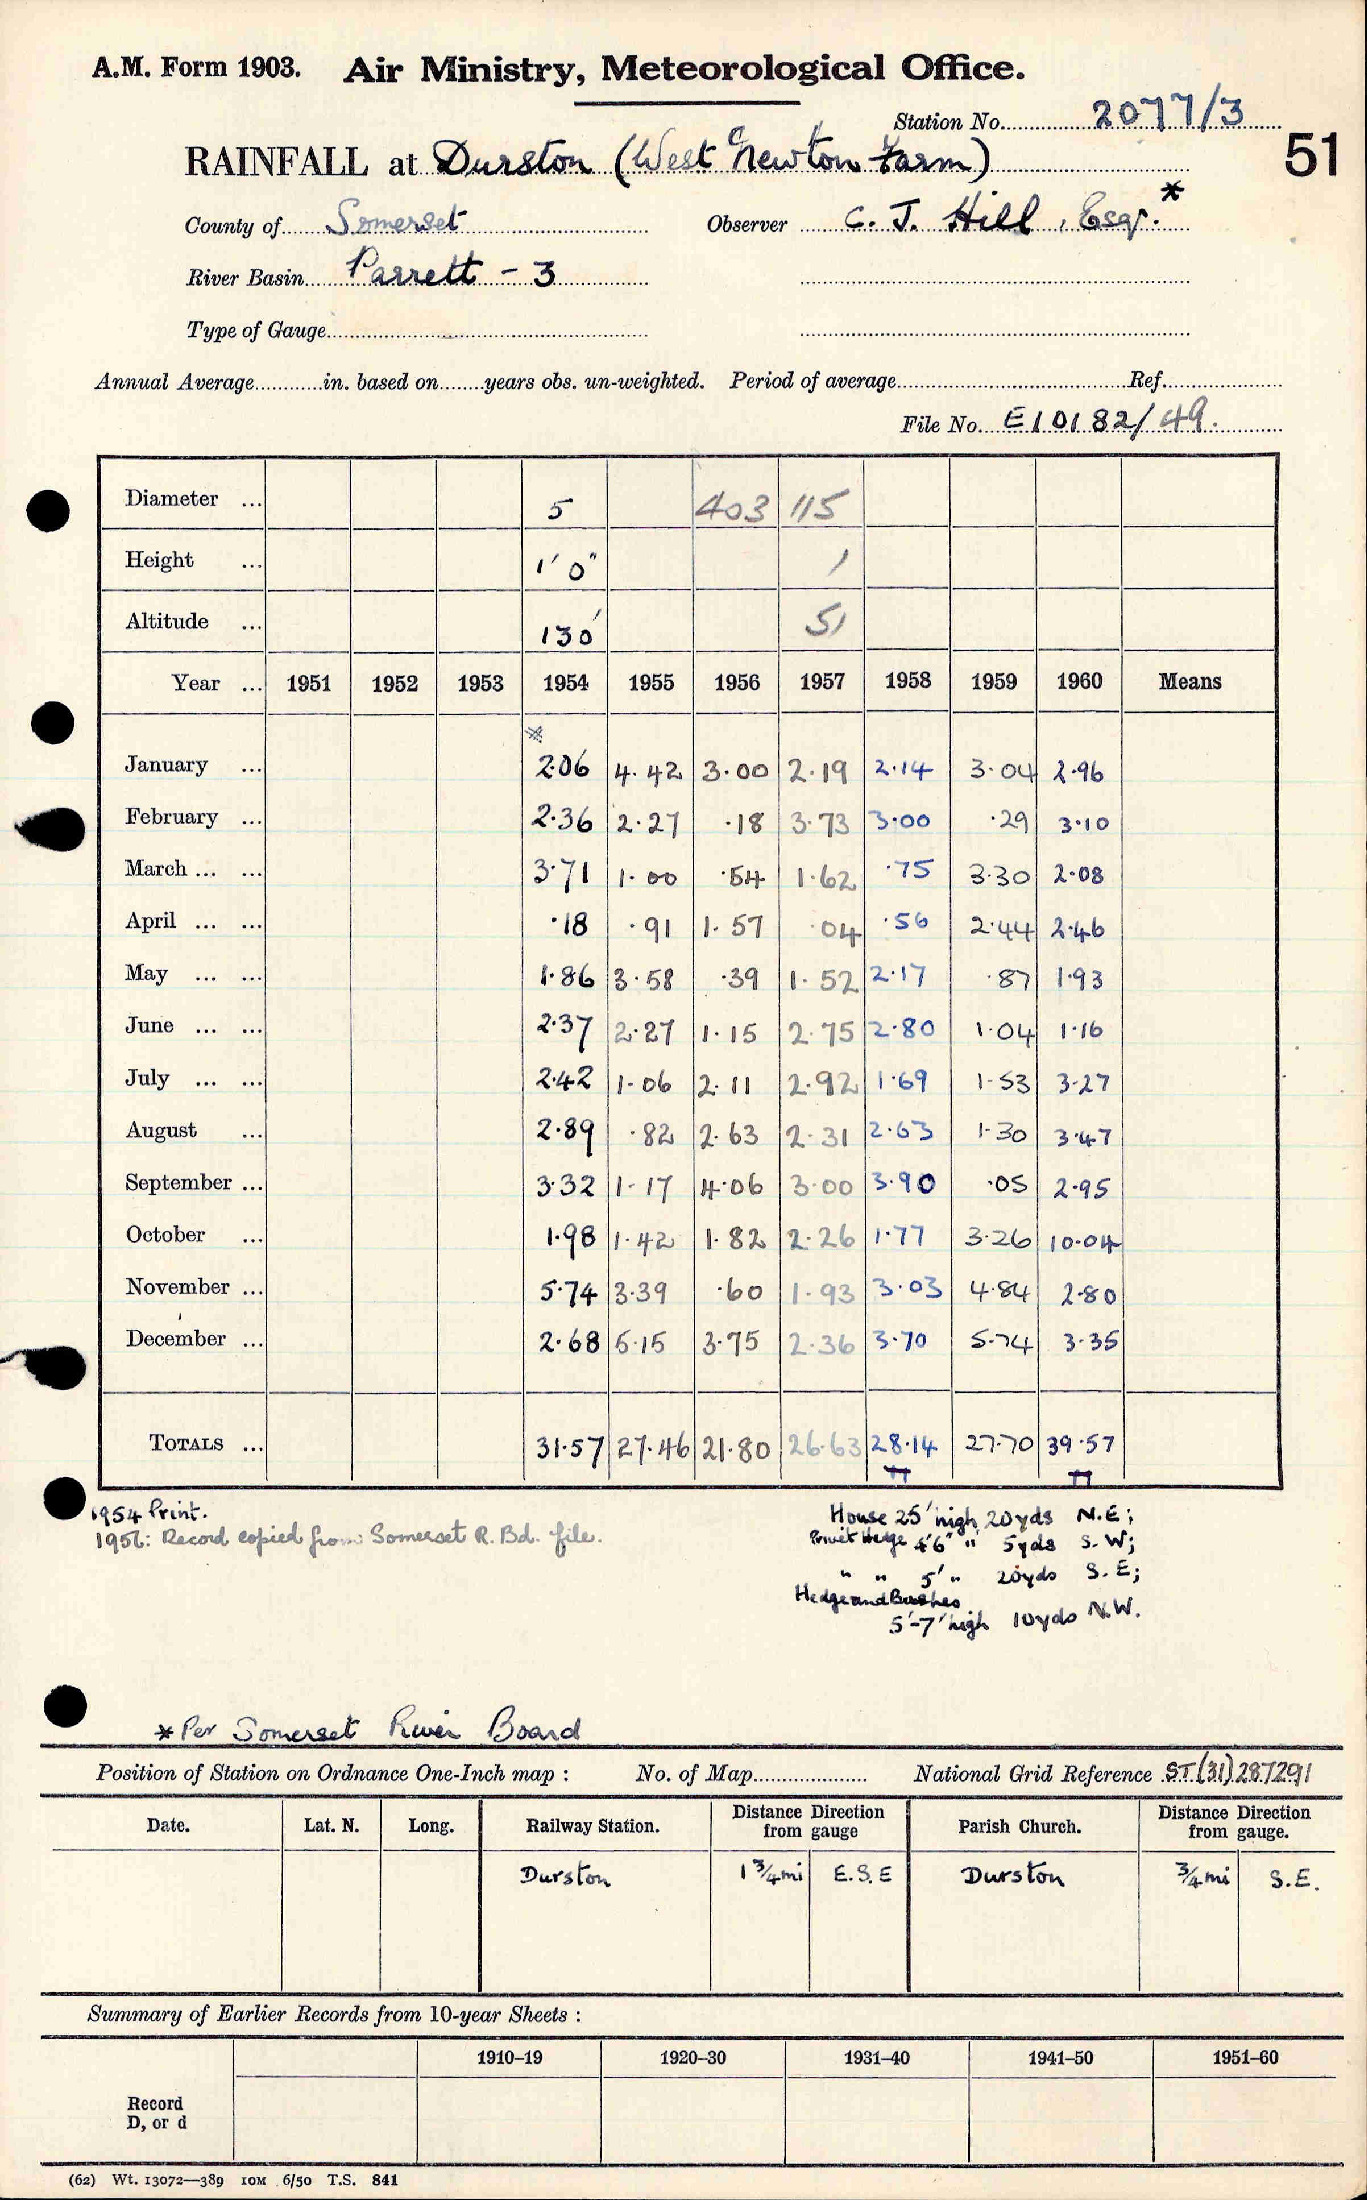 A.M. Form 1903. Air Ministry, Meteorological Office.
Station No. 2077/3
51
RAINFALL at Durston (West Newton Farm)
County of Somerset Observer C. J. Hill, Esqr.*
River Basin Parrett - 3
Type of Gauge
Annual Average in. based on years obs. un-weighted. Period of average Ref.
File No. E10182/49.
Diameter ... 5 403 115
Height ... 1' 0" 1
Altitude ... 130' 51
Year ... 1951 1952 1953 1954 1955 1956 1957 1958 1959 1960 Means
*
January ... 2.06 4.42 3.00 2.19 2.14 3.04 2.96
February ... 2.36 2.27 .18 3.73 3.00 .29 3.10
March ... ... 3.71 1.00 .54 1.62 .75 3.30 2.08
April ... ... .18 .91 1.57 .04 .56 2.44 2.46
May ... ... 1.86 3.58 .39 1.52 2.17 .87 1.93
June ... ... 2.37 2.27 1.15 2.75 2.80 1.04 1.16
July ... ... 2.42 1.06 2.11 2.92 1.69 1.53 3.27
August ... 2.89 .82 2.63 2.31 2.63 1.30 3.47
September ... 3.32 1.17 4.06 3.00 3.90 .05 2.95
October ... 1.98 1.42 1.82 2.26 1.77 3.26 10.04
November ... 5.74 3.39 .60 1.93 3.03 4.84 2.80
December ... 2.68 5.15 3.75 2.36 3.70 5.74 3.35
TOTALS ... 31.57 27.46 21.80 26.63 28.14 27.70 39.57
1954 Print.
1956: Record copied from Somerset R. Bd. file.
House 25' high 20yds N.E;
Privet Hedge 4'6" " 5yds S.W;
" " 5' " 20yds S.E;
Hedge and Bushes
5'-7' high 10yds N.W.
*Per Somerset River Board
Position of Station on Ordnance One-Inch map : No. of Map National Grid Reference ST(31)287291
Date. Lat. N. Long. Railway Station. Distance Direction from gauge Parish Church. Distance Direction from gauge.
Durston 1 3/4 mi E.S.E Durston 3/4 mi S.E.
Summary of Earlier Records from 10-year Sheets :
1910–19 1920–30 1931–40 1941–50 1951–60
Record
D, or d
(62) Wt. 13072—389 10M 6/50 T.S. 841